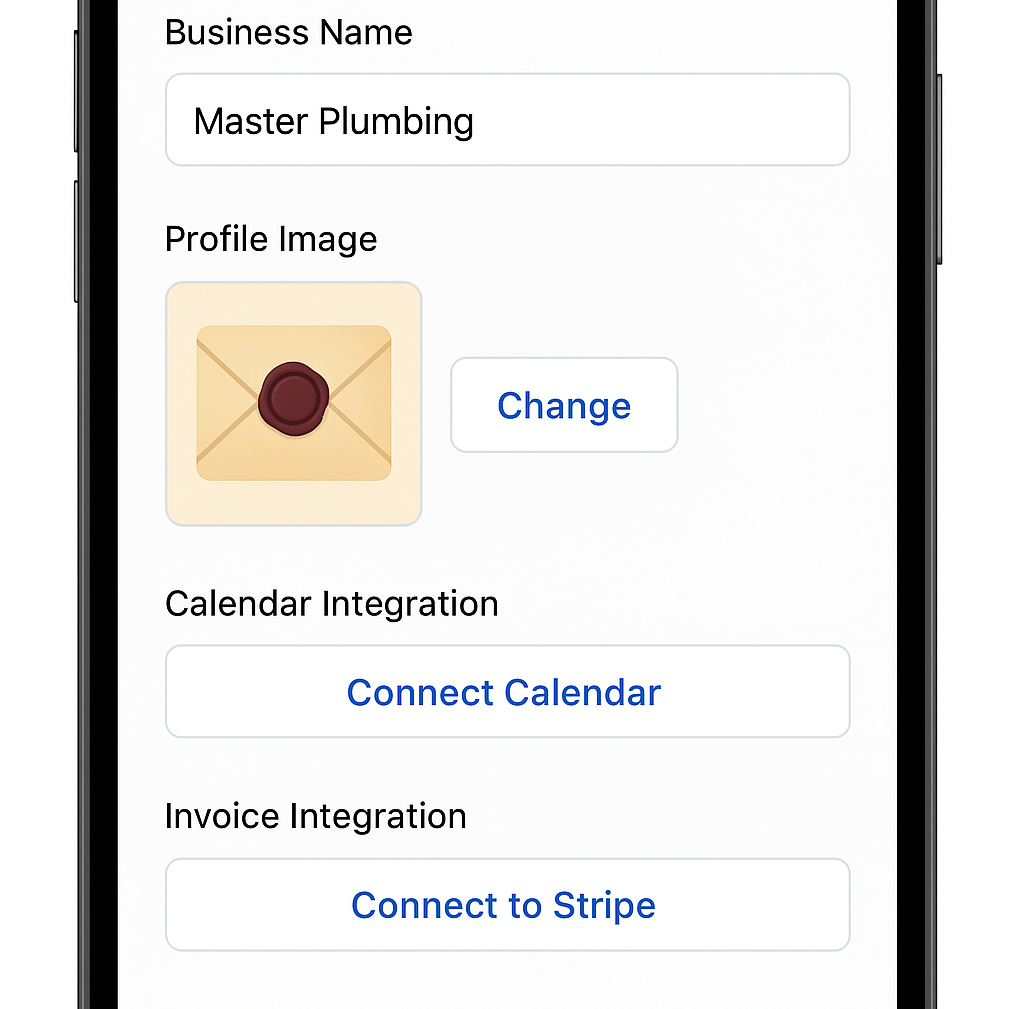 Business Name
Master Plumbing
Profile Image
Change
Calendar Integration
Connect Calendar
Invoice Integration
Connect to Stripe